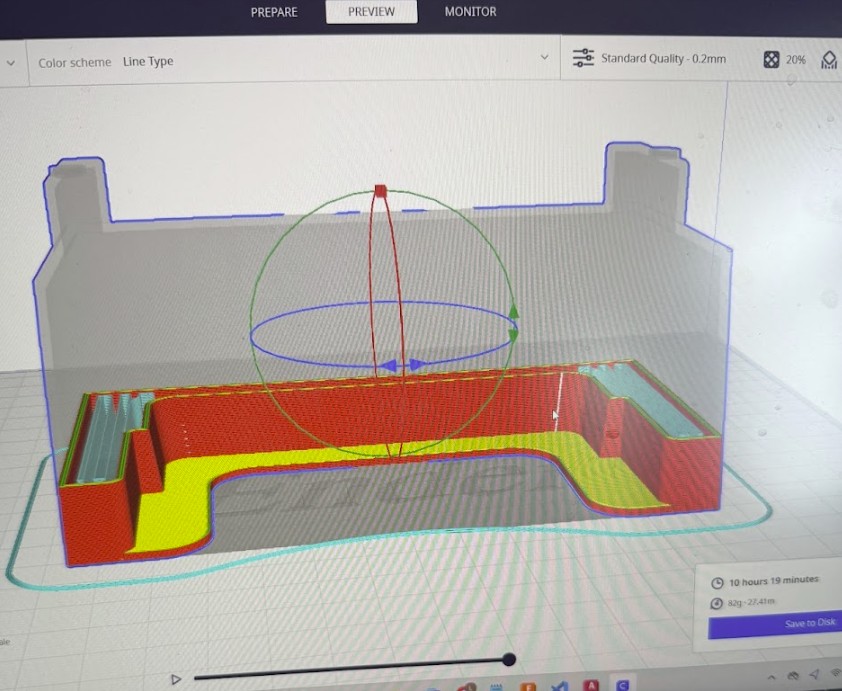 PREPARE PREVIEW MONITOR
Color scheme Line Type
Standard Quality - 0.2mm
20%
10 hours 19 minutes
82g · 27.41m
Save to Disk